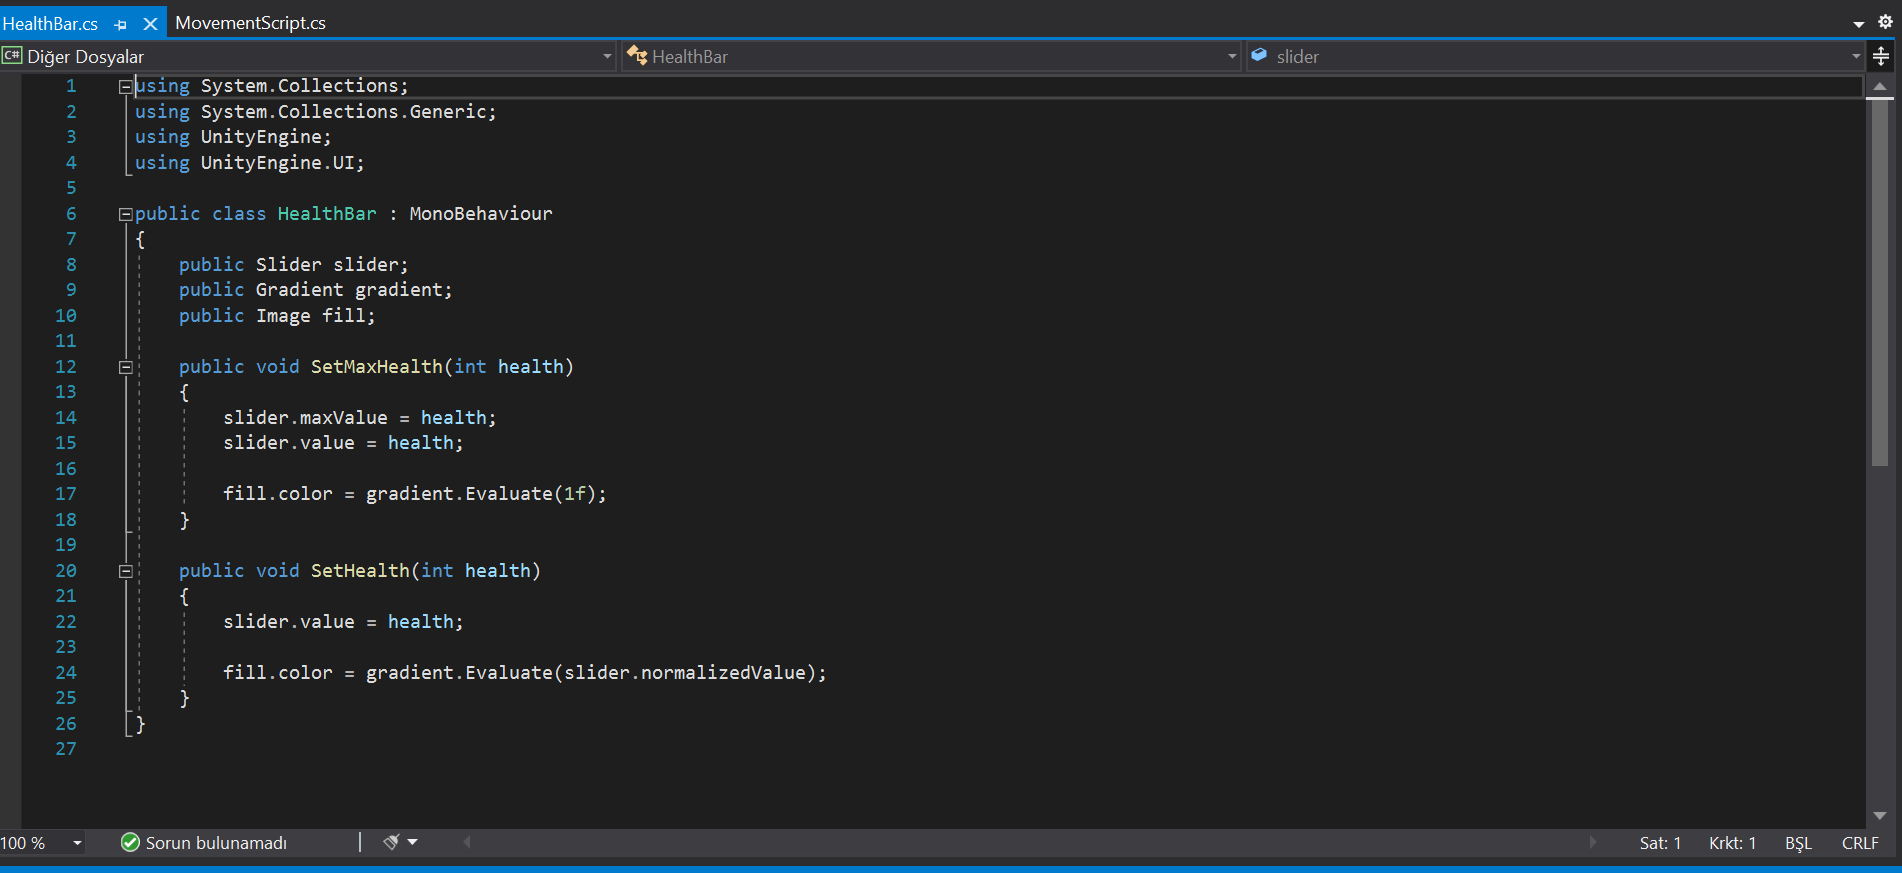 HealthBar.cs MovementScript.cs
C# Diğer Dosyalar HealthBar slider
1 using System.Collections;
2 using System.Collections.Generic;
3 using UnityEngine;
4 using UnityEngine.UI;
5
6 public class HealthBar : MonoBehaviour
7 {
8 public Slider slider;
9 public Gradient gradient;
10 public Image fill;
11
12 public void SetMaxHealth(int health)
13 {
14 slider.maxValue = health;
15 slider.value = health;
16
17 fill.color = gradient.Evaluate(1f);
18 }
19
20 public void SetHealth(int health)
21 {
22 slider.value = health;
23
24 fill.color = gradient.Evaluate(slider.normalizedValue);
25 }
26 }
27
100 % Sorun bulunamadı Sat: 1 Krkt: 1 BŞL CRLF